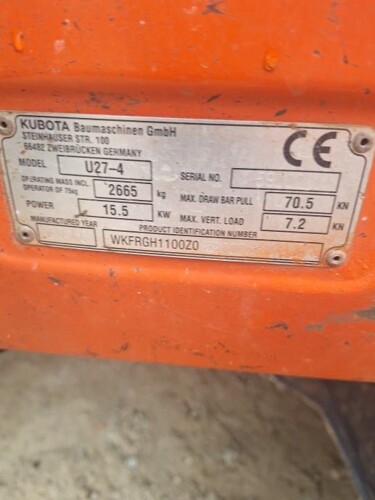 KUBOTA Baumaschinen GmbH
STEINHAUSER STR. 100
66482 ZWEIBRÜCKEN GERMANY
CE
MODEL U27-4 SERIAL NO.
OPERATING MASS INCL. OPERATOR OF 75kg 2665 kg MAX. DRAW BAR PULL 70.5 KN
POWER 15.5 KW MAX. VERT. LOAD 7.2 KN
MANUFACTURED YEAR PRODUCT IDENTIFICATION NUMBER
WKFRGH1100Z0